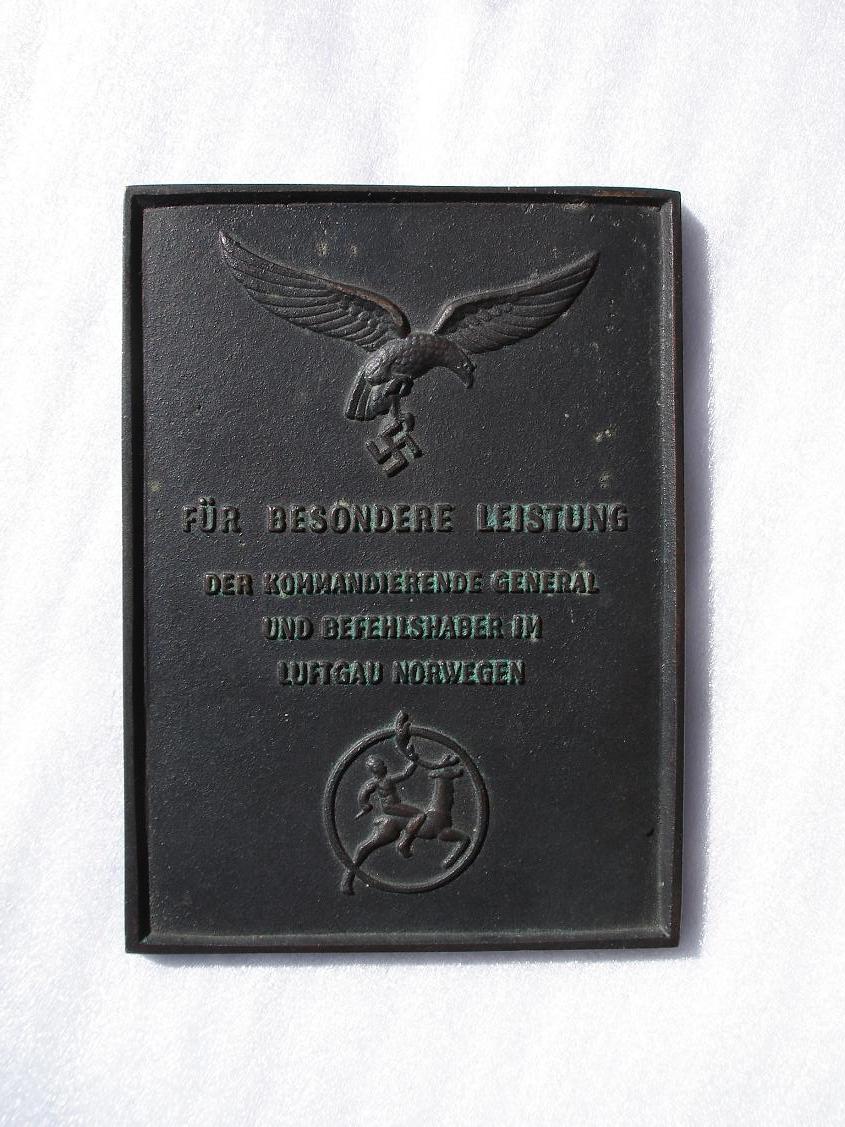 FÜR BESONDERE LEISTUNG
DER KOMMANDIERENDE GENERAL
UND BEFEHLSHABER IM
LUFTGAU NORWEGEN